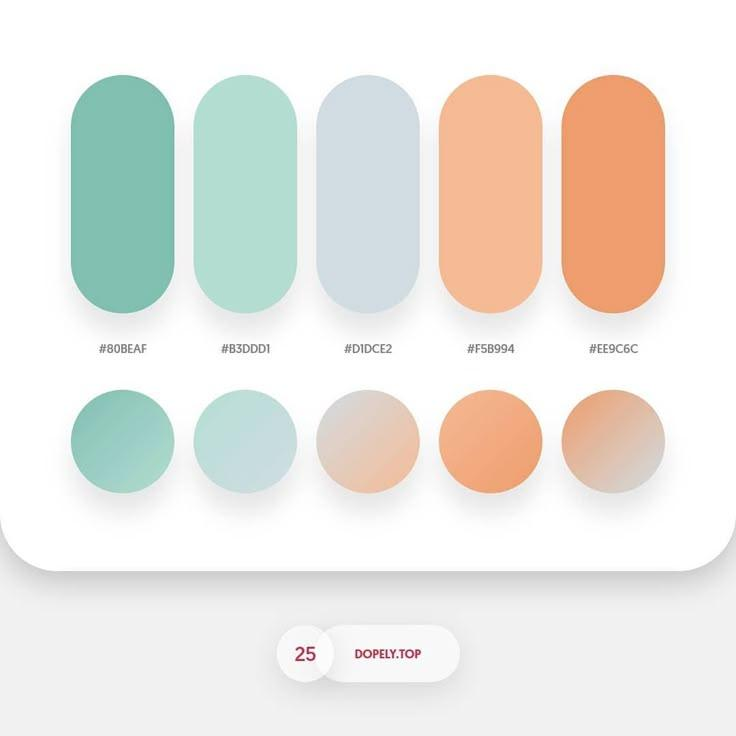 #80BEAF
#B3DDD1
#D1DCE2
#F5B994
#EE9C6C
25
DOPELY.TOP